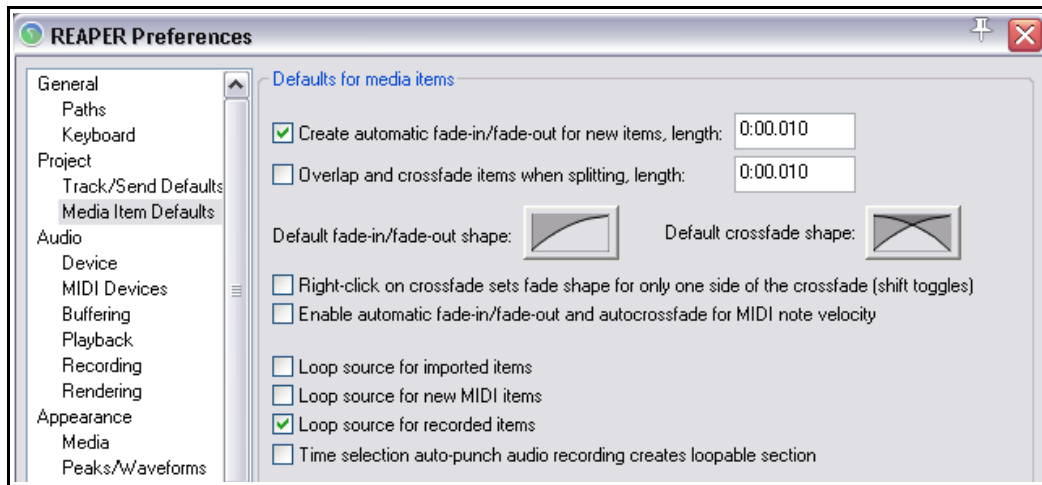 REAPER Preferences
General
Paths
Keyboard
Project
Track/Send Defaults
Media Item Defaults
Audio
Device
MIDI Devices
Buffering
Playback
Recording
Rendering
Appearance
Media
Peaks/Waveforms
Defaults for media items
Create automatic fade-in/fade-out for new items, length: 0:00.010
Overlap and crossfade items when splitting, length: 0:00.010
Default fade-in/fade-out shape: Default crossfade shape:
Right-click on crossfade sets fade shape for only one side of the crossfade (shift toggles)
Enable automatic fade-in/fade-out and autocrossfade for MIDI note velocity
Loop source for imported items
Loop source for new MIDI items
Loop source for recorded items
Time selection auto-punch audio recording creates loopable section